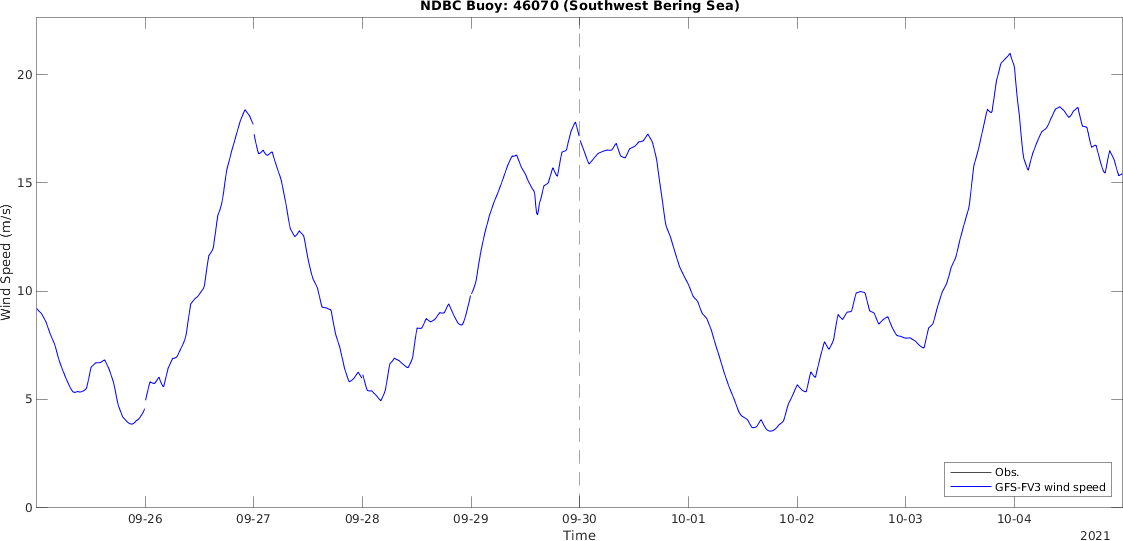 NDBC Buoy: 46070 (Southwest Bering Sea)
Wind Speed (m/s)
20
15
10
5
0
09-26 09-27 09-28 09-29 09-30 10-01 10-02 10-03 10-04
Time
2021
Obs.
GFS-FV3 wind speed